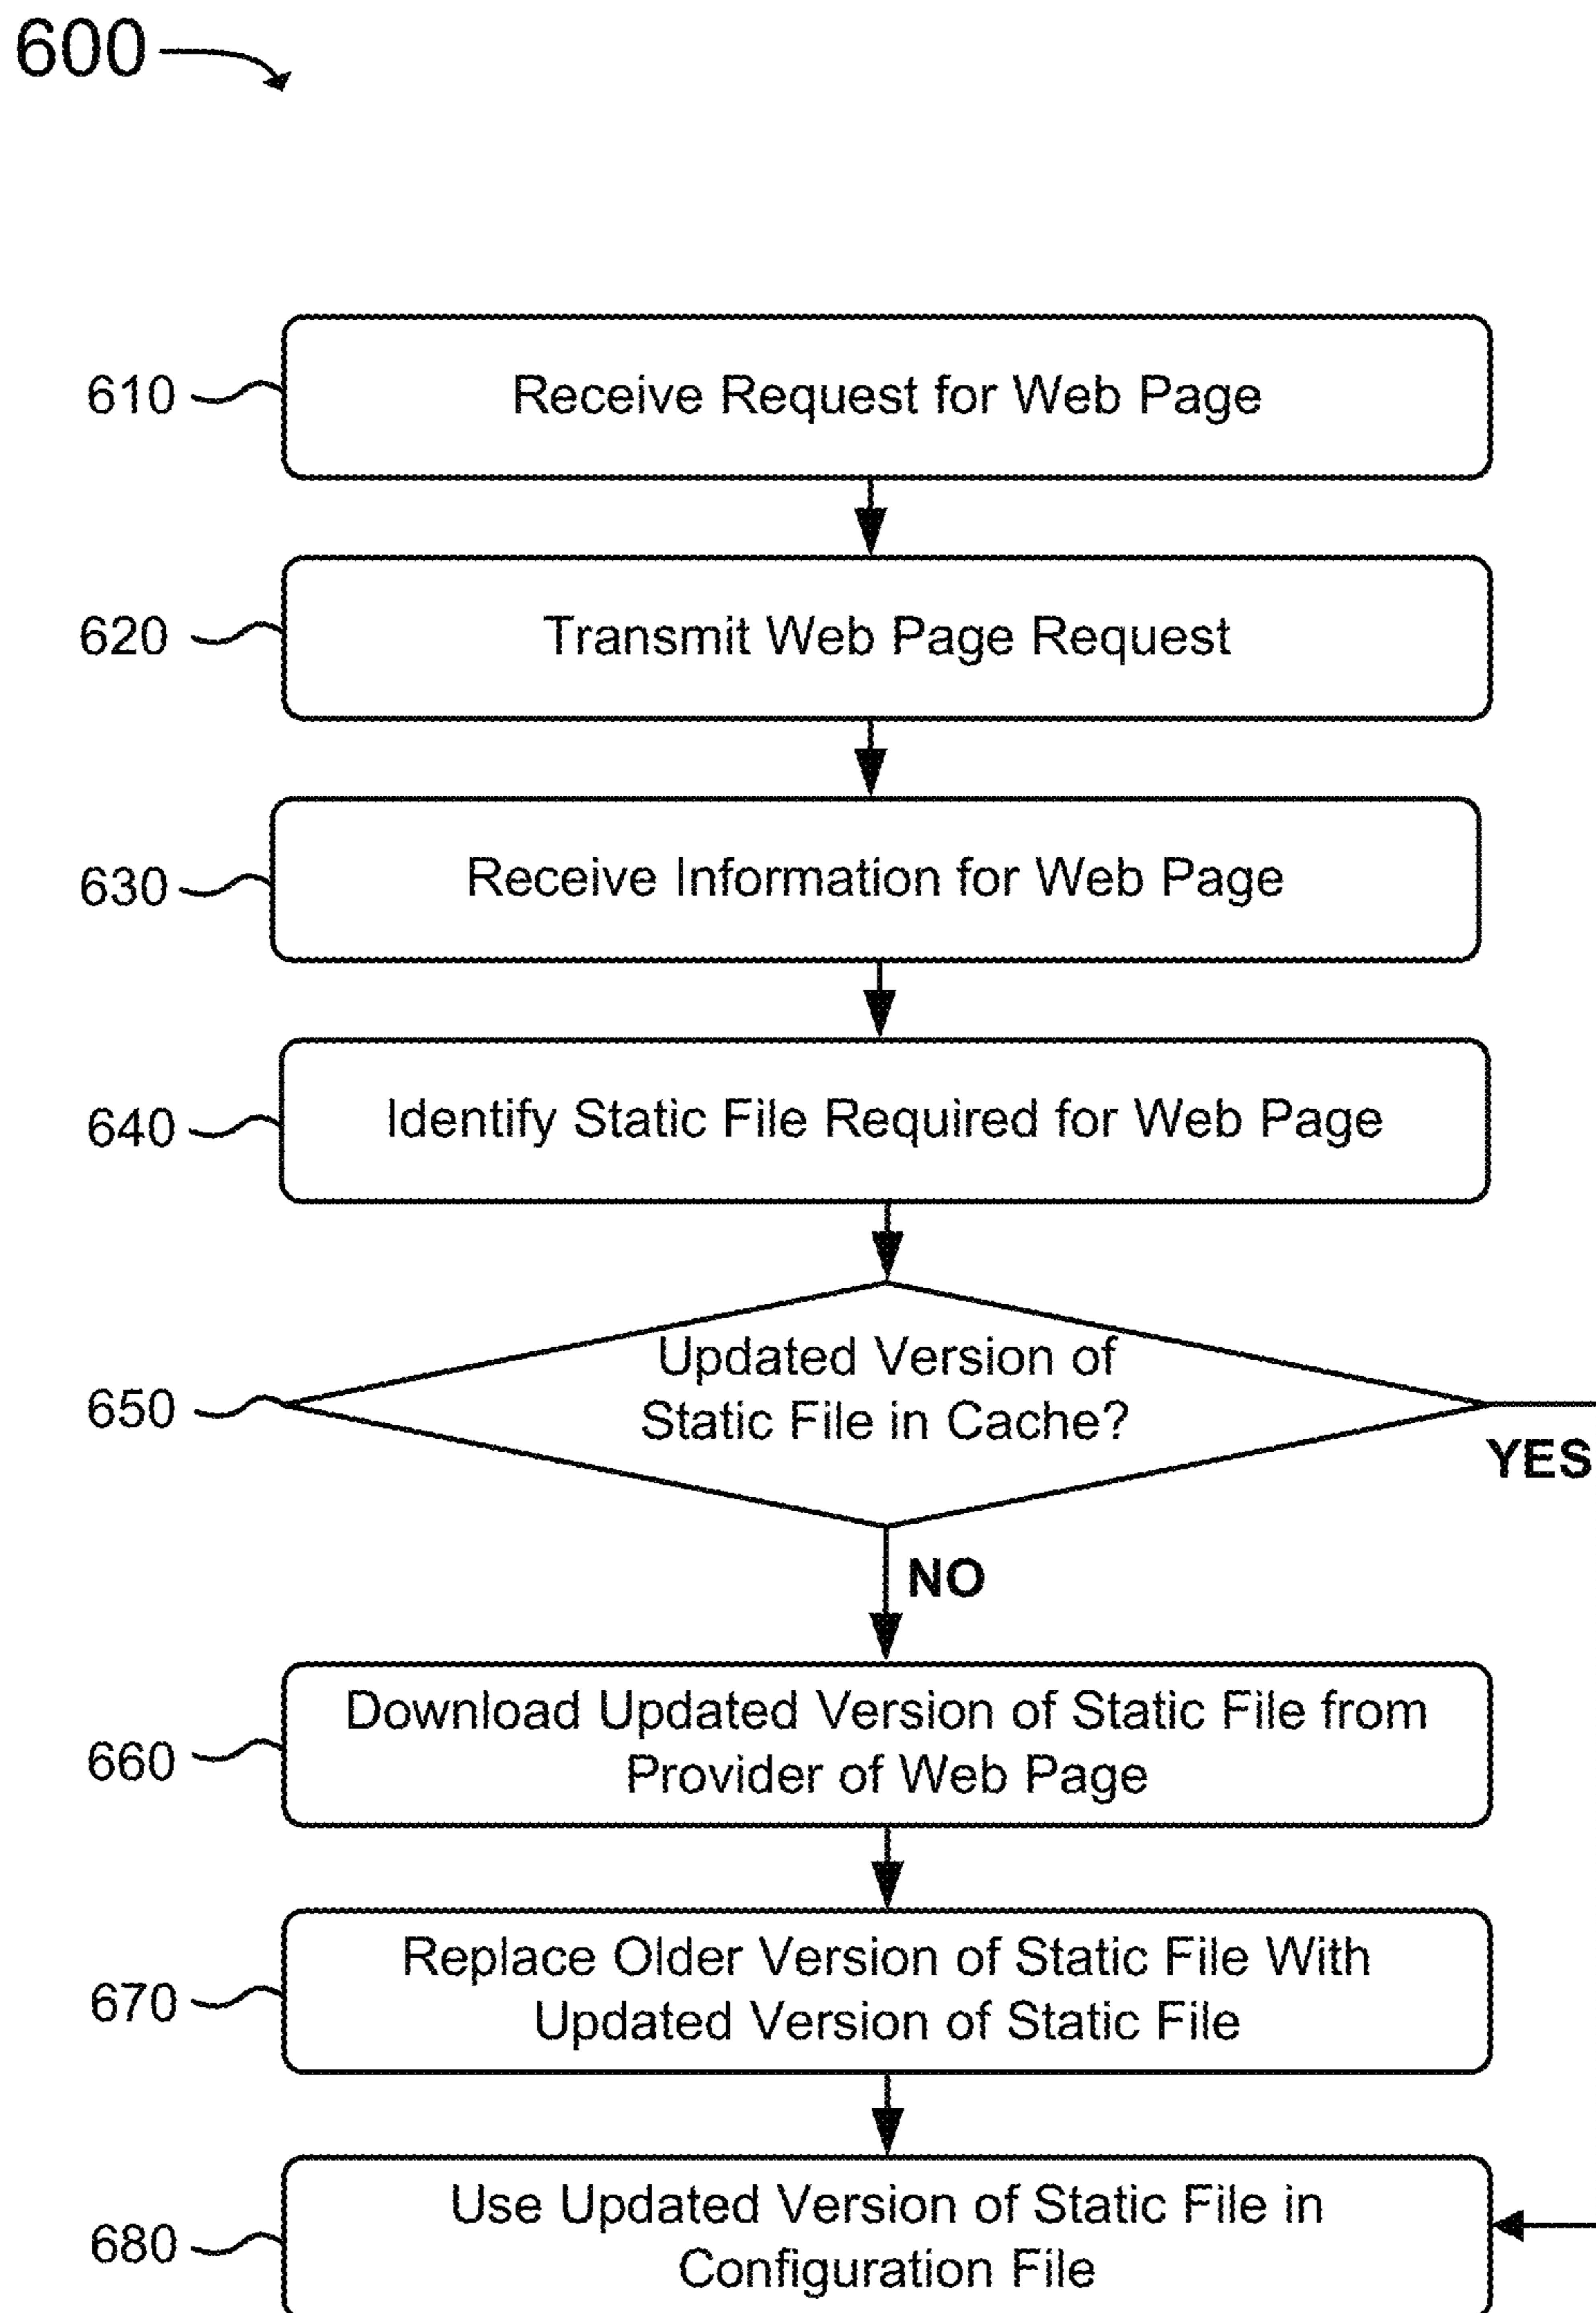 600
610
Receive Request for Web Page
620
Transmit Web Page Request
630
Receive Information for Web Page
640
Identify Static File Required for Web Page
650
Updated Version of
Static File in Cache?
YES
NO
660
Download Updated Version of Static File from
Provider of Web Page
670
Replace Older Version of Static File With
Updated Version of Static File
680
Use Updated Version of Static File in
Configuration File